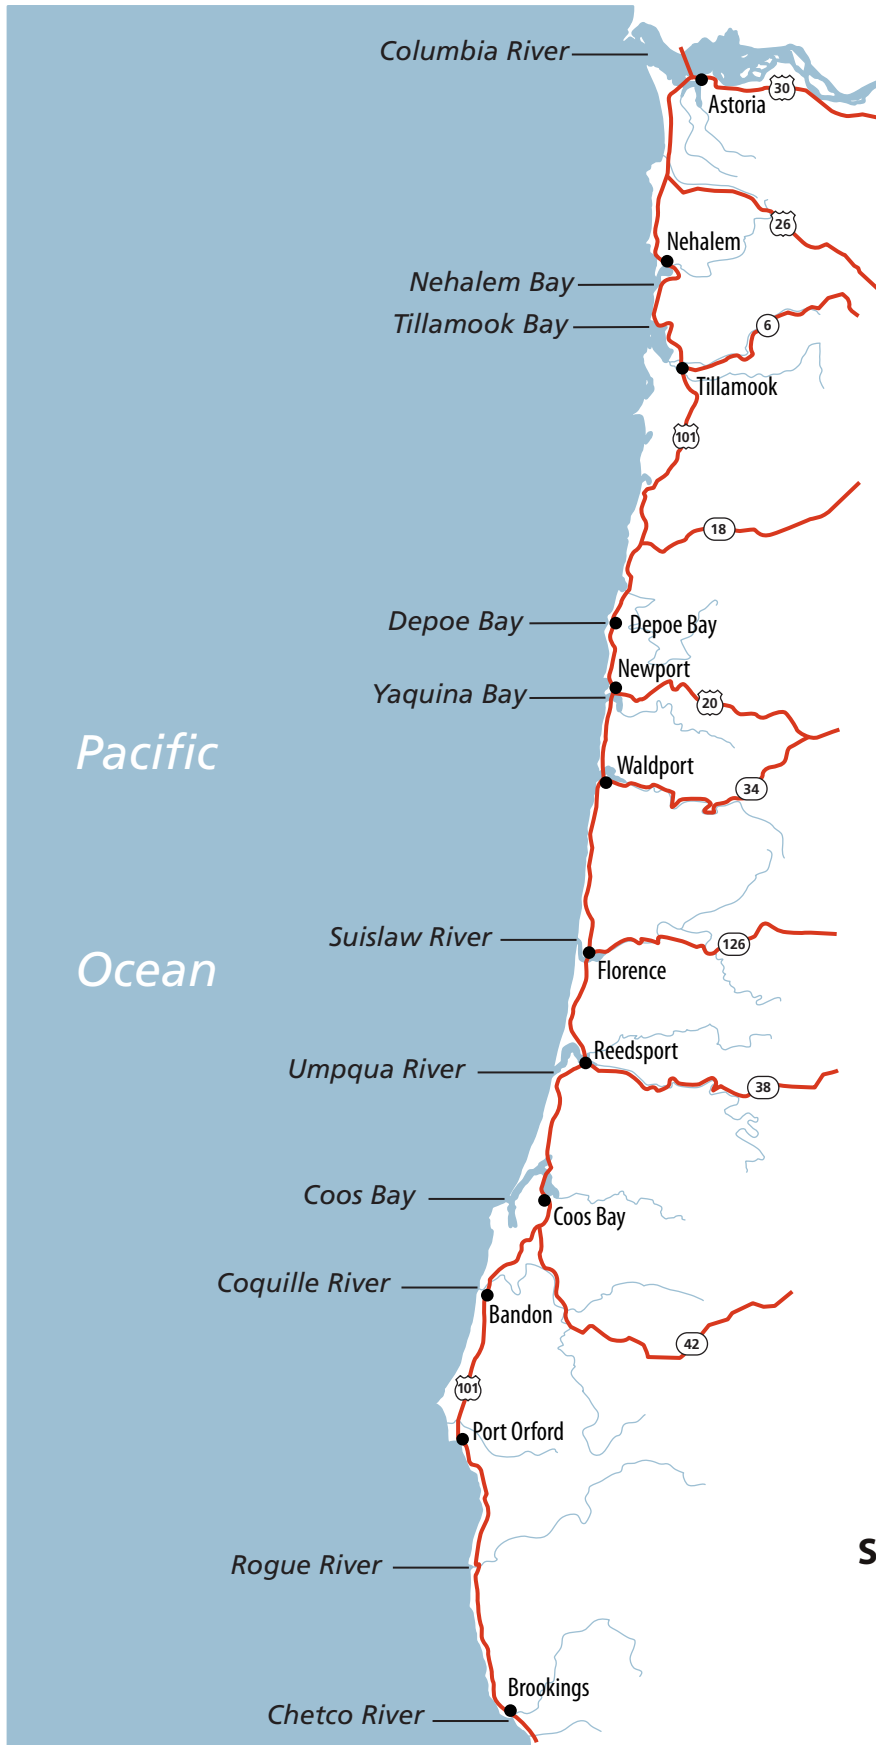 Columbia River
30
Astoria
26
Nehalem
Nehalem Bay
Tillamook Bay
6
Tillamook
101
18
Depoe Bay
Depoe Bay
Newport
Yaquina Bay
20
Pacific
Waldport
34
Suislaw River
126
Ocean
Florence
Reedsport
Umpqua River
38
Coos Bay
Coos Bay
Coquille River
Bandon
42
101
Port Orford
S
Rogue River
Brookings
Chetco River